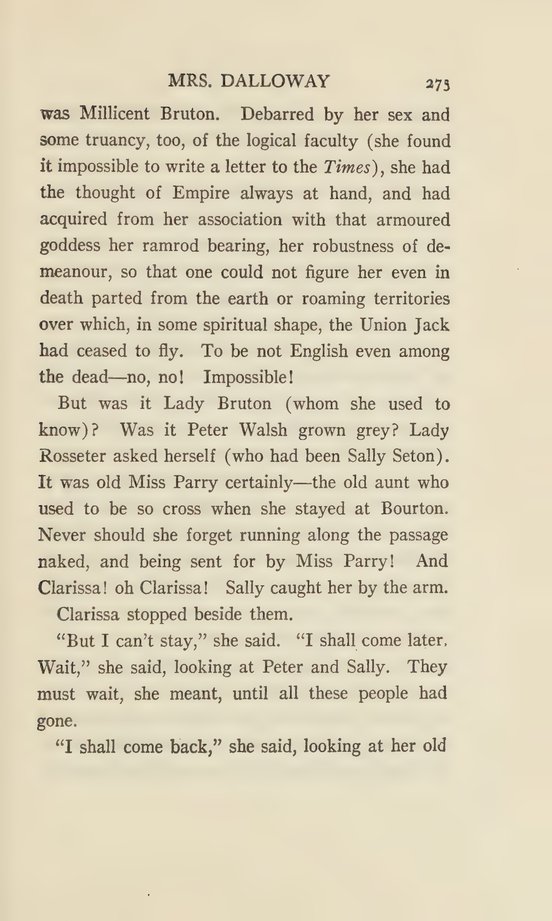 MRS. DALLOWAY 275
was Millicent Bruton. Debarred by her sex and
some truancy, too, of the logical faculty (she found
it impossible to write a letter to the Times), she had
the thought of Empire always at hand, and had
acquired from her association with that armoured
goddess her ramrod bearing, her robustness of de-
meanour, so that one could not figure her even in
death parted from the earth or roaming territories
over which, in some spiritual shape, the Union Jack
had ceased to fly. To be not English even among
the dead—no, no! Impossible!
But was it Lady Bruton (whom she used to
know)? Was it Peter Walsh grown grey? Lady
Rosseter asked herself (who had been Sally Seton).
It was old Miss Parry certainly—the old aunt who
used to be so cross when she stayed at Bourton.
Never should she forget running along the passage
naked, and being sent for by Miss Parry! And
Clarissa! oh Clarissa! Sally caught her by the arm.
Clarissa stopped beside them.
"But I can't stay," she said. "I shall come later.
Wait," she said, looking at Peter and Sally. They
must wait, she meant, until all these people had
gone.
"I shall come back," she said, looking at her old